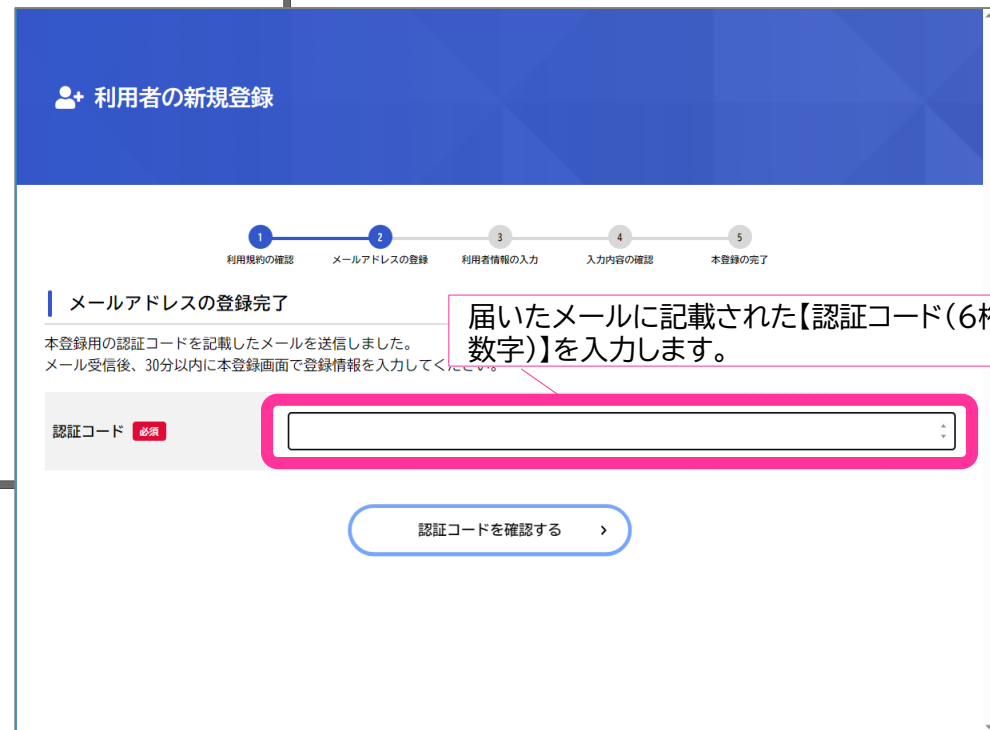 利用者の新規登録
1 2 3 4 5
利用規約の確認 メールアドレスの登録 利用者情報の入力 入力内容の確認 本登録の完了
メールアドレスの登録完了
届いたメールに記載された【認証コード(6
数字)】を入力します。
本登録用の認証コードを記載したメールを送信しました。
メール受信後、30分以内に本登録画面で登録情報を入力してください。
認証コード 必須
認証コードを確認する